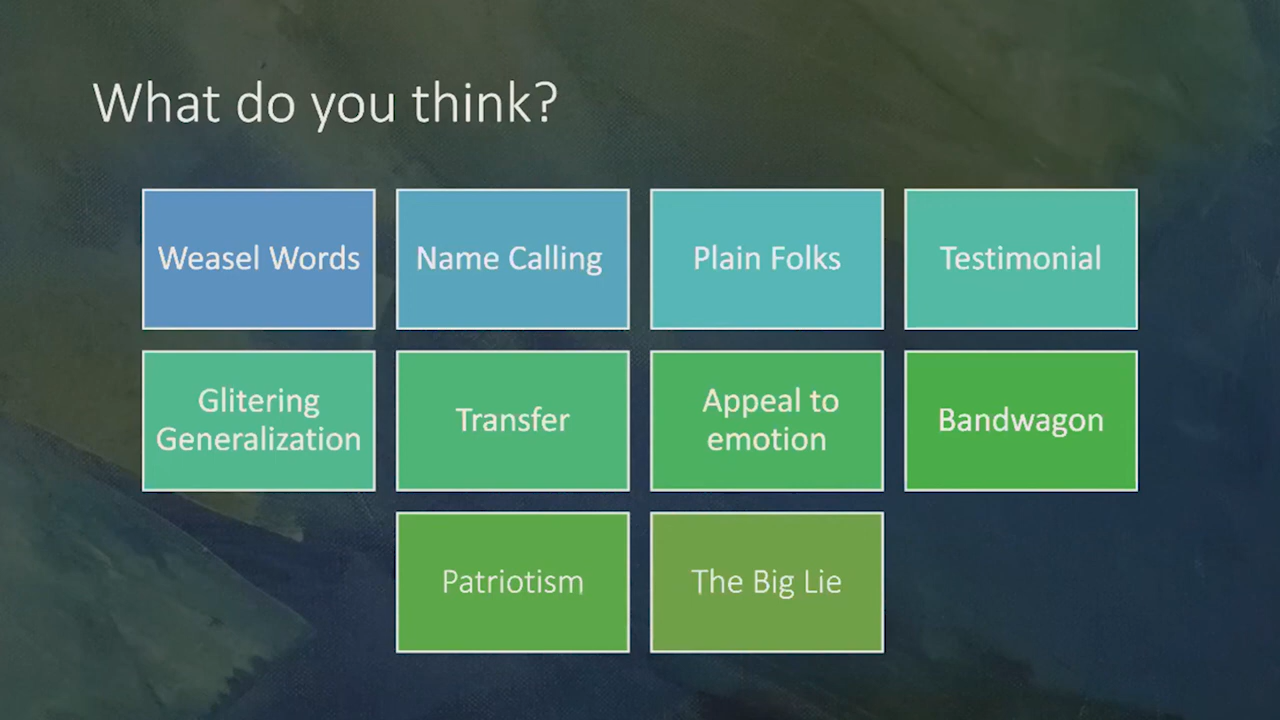 What do you think?
Weasel Words
Name Calling
Plain Folks
Testimonial
Glitering
Generalization
Transfer
Appeal to
emotion
Bandwagon
Patriotism
The Big Lie